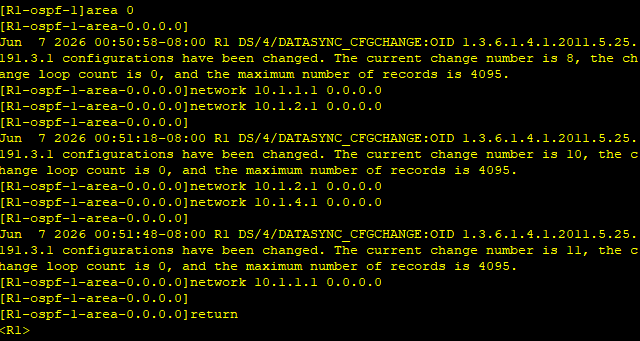 [R1-ospf-1]area 0
[R1-ospf-1-area-0.0.0.0]
Jun  7 2026 00:50:58-08:00 R1 DS/4/DATASYNC_CFGCHANGE:OID 1.3.6.1.4.1.2011.5.25.
191.3.1 configurations have been changed. The current change number is 8, the ch
ange loop count is 0, and the maximum number of records is 4095.
[R1-ospf-1-area-0.0.0.0]network 10.1.1.1 0.0.0.0
[R1-ospf-1-area-0.0.0.0]network 10.1.2.1 0.0.0.0
[R1-ospf-1-area-0.0.0.0]
Jun  7 2026 00:51:18-08:00 R1 DS/4/DATASYNC_CFGCHANGE:OID 1.3.6.1.4.1.2011.5.25.
191.3.1 configurations have been changed. The current change number is 10, the c
hange loop count is 0, and the maximum number of records is 4095.
[R1-ospf-1-area-0.0.0.0]network 10.1.2.1 0.0.0.0
[R1-ospf-1-area-0.0.0.0]network 10.1.4.1 0.0.0.0
[R1-ospf-1-area-0.0.0.0]
Jun  7 2026 00:51:48-08:00 R1 DS/4/DATASYNC_CFGCHANGE:OID 1.3.6.1.4.1.2011.5.25.
191.3.1 configurations have been changed. The current change number is 11, the c
hange loop count is 0, and the maximum number of records is 4095.
[R1-ospf-1-area-0.0.0.0]network 10.1.1.1 0.0.0.0
[R1-ospf-1-area-0.0.0.0]
[R1-ospf-1-area-0.0.0.0]return
<R1>